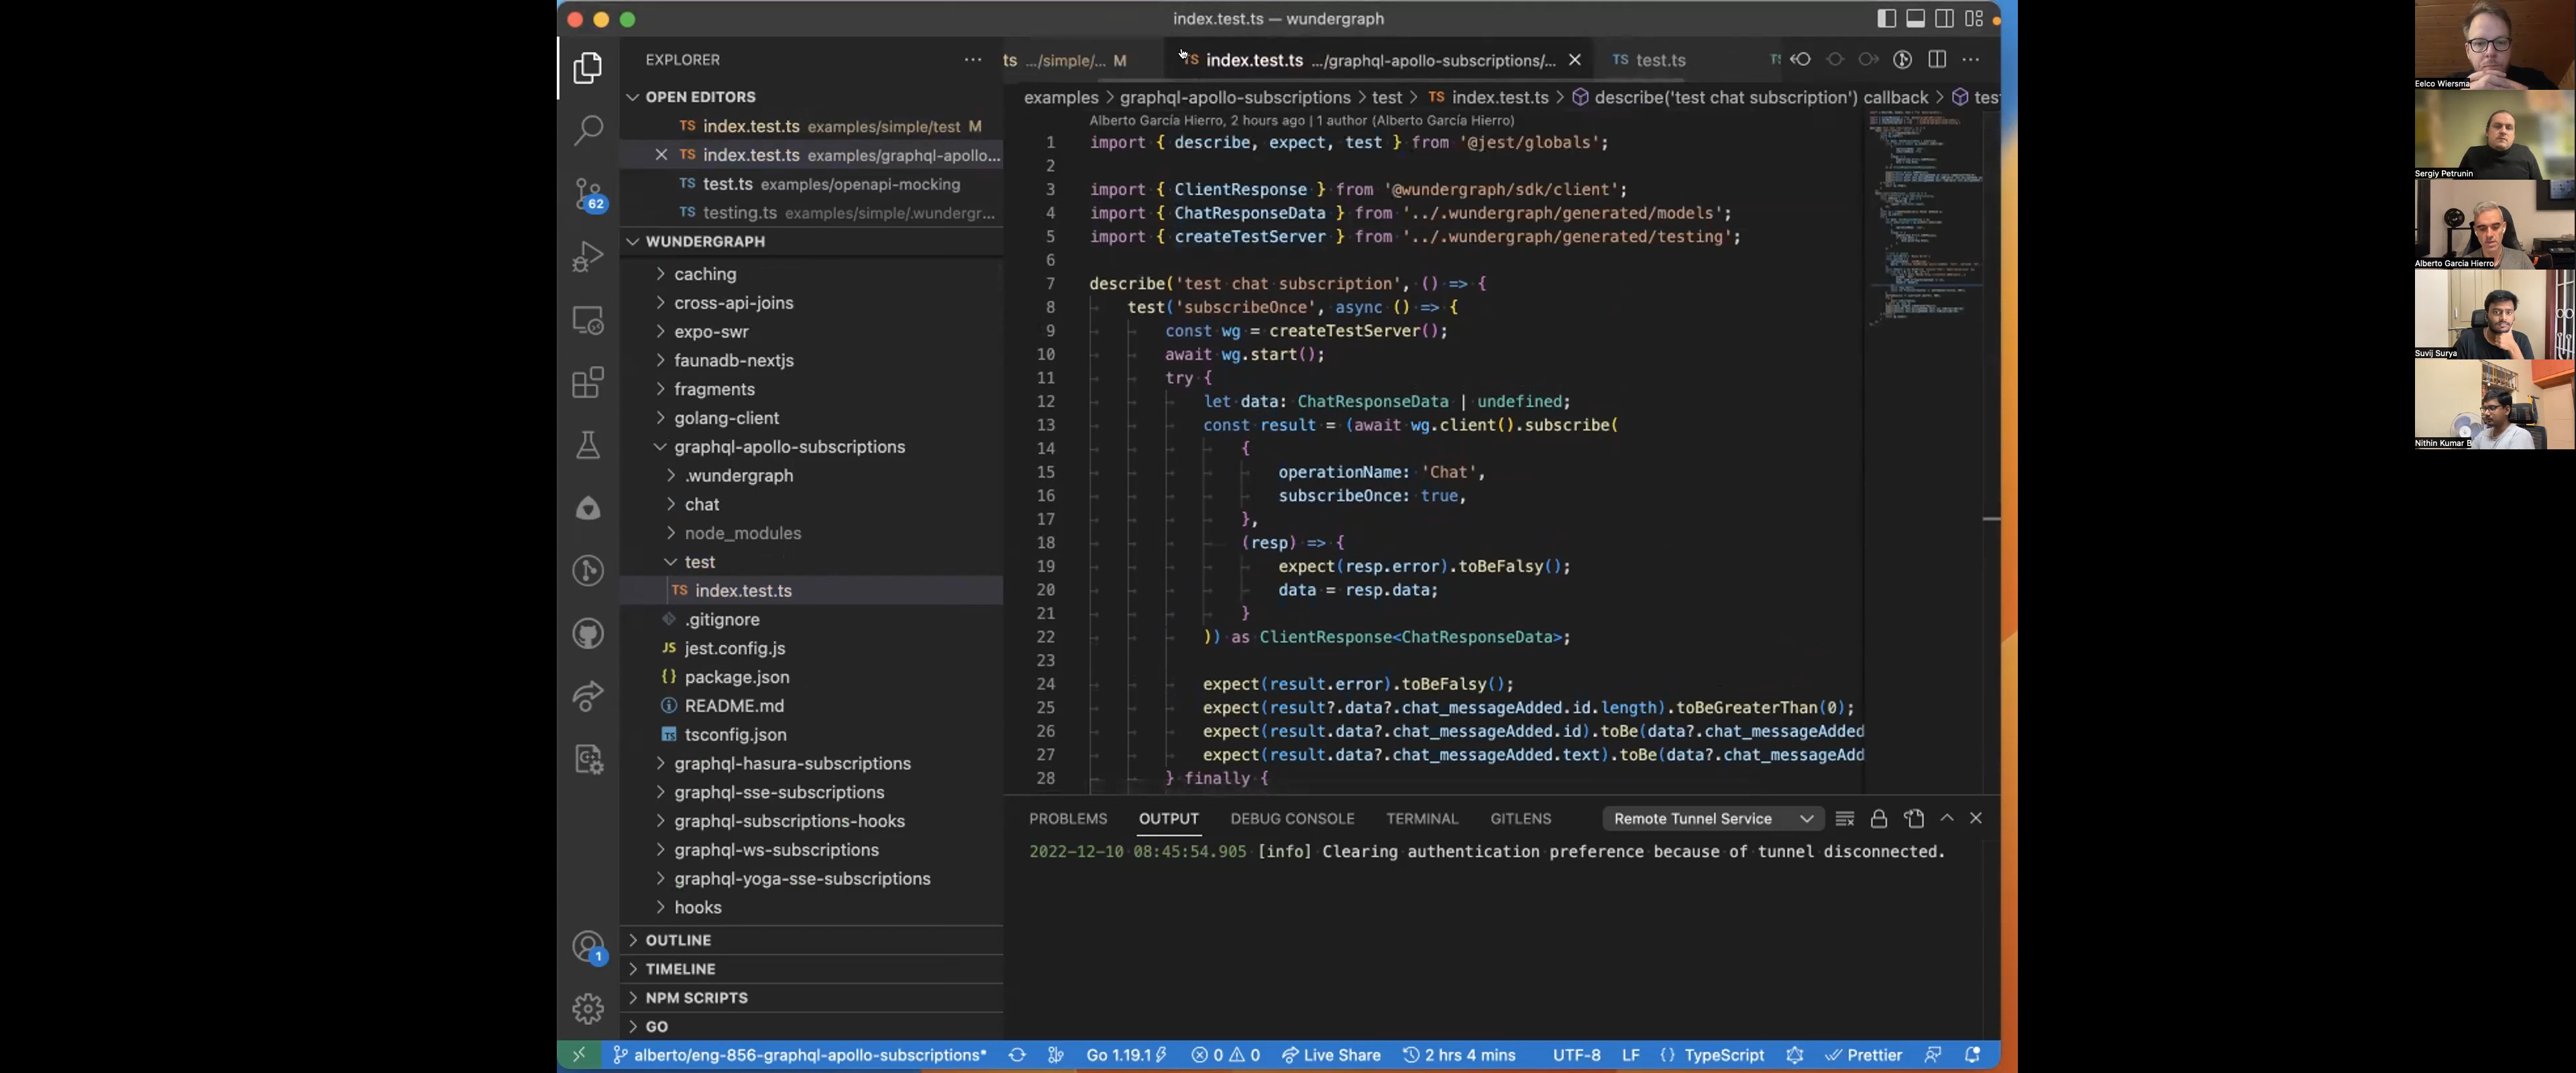 index.test.ts — wundergraph
EXPLORER
OPEN EDITORS
index.test.ts examples/simple/test M
index.test.ts examples/graphql-apollo...
test.ts examples/openapi-mocking
testing.ts examples/simple/.wundergr...
62
WUNDERGRAPH
caching
cross-api-joins
expo-swr
faunadb-nextjs
fragments
golang-client
graphql-apollo-subscriptions
.wundergraph
chat
node_modules
test
TS index.test.ts
.gitignore
JS jest.config.js
{} package.json
README.md
tsconfig.json
graphql-hasura-subscriptions
graphql-sse-subscriptions
graphql-subscriptions-hooks
graphql-ws-subscriptions
graphql-yoga-sse-subscriptions
hooks
OUTLINE
TIMELINE
NPM SCRIPTS
GO
1
ts .../simple/... M
TS index.test.ts .../graphql-apollo-subscriptions/...
TS test.ts
examples > graphql-apollo-subscriptions > test > TS index.test.ts > describe('test chat subscription') callback > tes
Alberto García Hierro, 2 hours ago | 1 author (Alberto García Hierro)
1 import { describe, expect, test } from '@jest/globals';
2
3 import { ClientResponse } from '@wundergraph/sdk/client';
4 import { ChatResponseData } from '../.wundergraph/generated/models';
5 import { createTestServer } from '../.wundergraph/generated/testing';
6
7 describe('test chat subscription', () => {
8 test('subscribeOnce', async () => {
9 const wg = createTestServer();
10 await wg.start();
11 try {
12 let data: ChatResponseData | undefined;
13 const result = (await wg.client().subscribe(
14 {
15 operationName: 'Chat',
16 subscribeOnce: true,
17 },
18 (resp) => {
19 expect(resp.error).toBeFalsy();
20 data = resp.data;
21 }
22 )) as ClientResponse<ChatResponseData>;
23
24 expect(result.error).toBeFalsy();
25 expect(result?.data?.chat_messageAdded.id.length).toBeGreaterThan(0);
26 expect(result.data?.chat_messageAdded.id).toBe(data?.chat_messageAdded
27 expect(result.data?.chat_messageAdded.text).toBe(data?.chat_messageAdd
28 } finally {
PROBLEMS OUTPUT DEBUG CONSOLE TERMINAL GITLENS Remote Tunnel Service
2022-12-10 08:45:54.905 [info] Clearing authentication preference because of tunnel disconnected.
alberto/eng-856-graphql-apollo-subscriptions* Go 1.19.1 0 0 Live Share 2 hrs 4 mins UTF-8 LF {} TypeScript Prettier
Eelco Wiersma
Sergiy Petrunin
Alberto Garcia Hierro
Suvij Surya
Nithin Kumar B